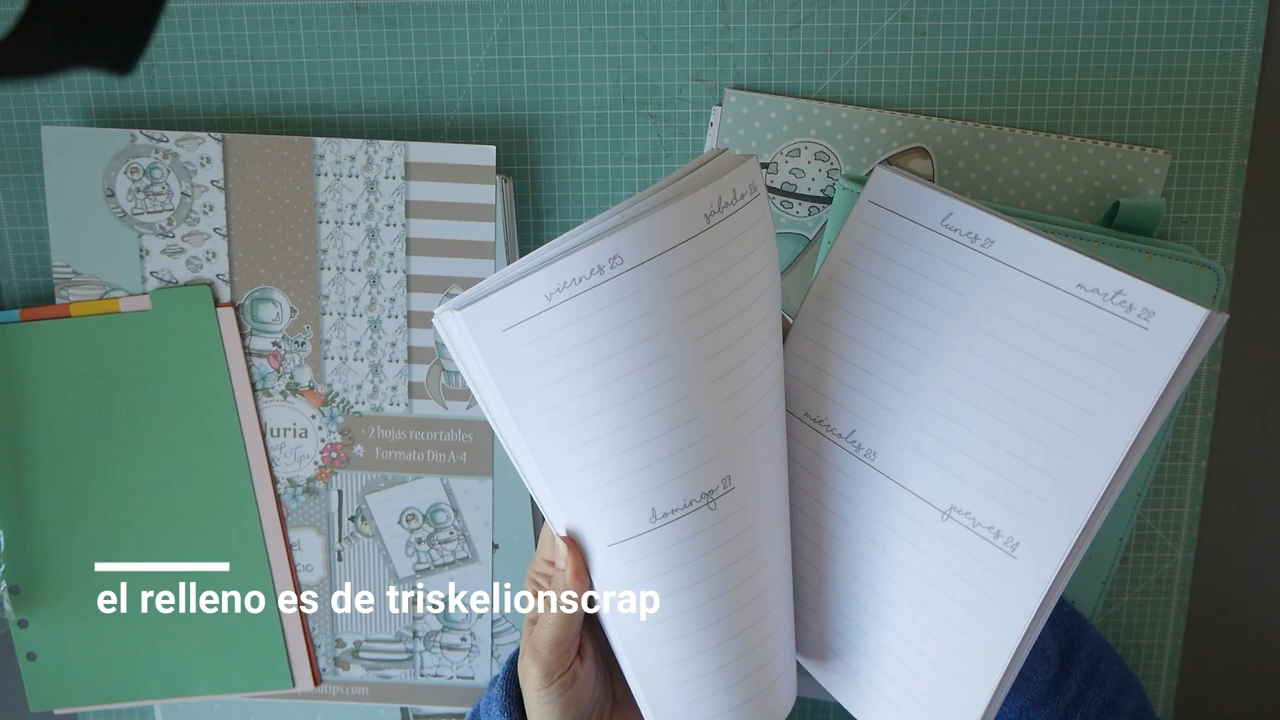 viernes 25
sábado 26
domingo 27
lunes 21
martes 22
miércoles 23
jueves 24
uria
+2 hojas recortables
Formato Din A-4
el relleno es de triskelionscrap